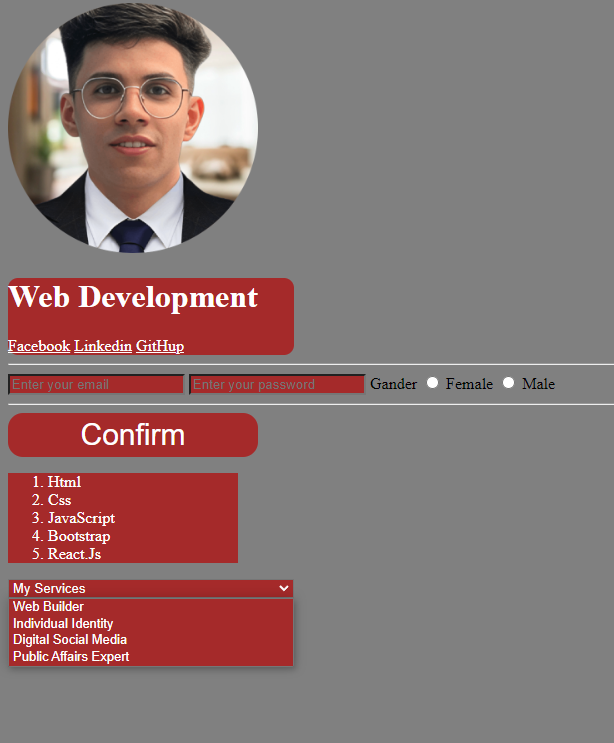 Web Development
Facebook Linkedin GitHup
Enter your email Enter your password Gander Female Male
Confirm
1. Html
2. Css
3. JavaScript
4. Bootstrap
5. React.Js
My Services
Web Builder
Individual Identity
Digital Social Media
Public Affairs Expert